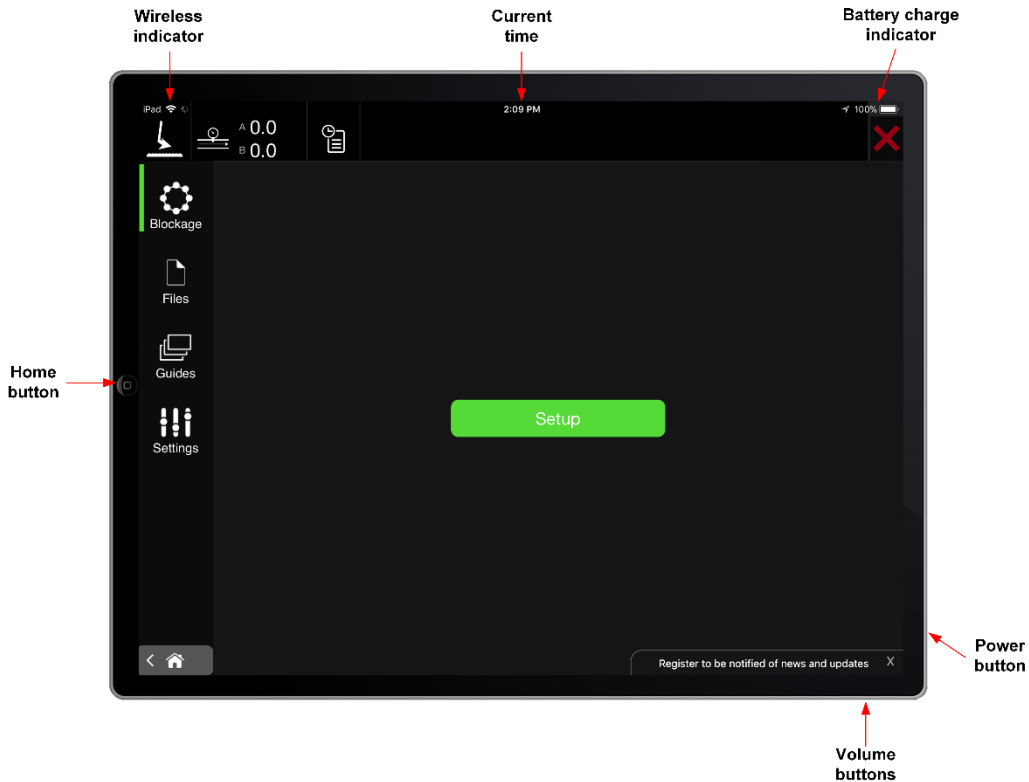 Wireless
indicator
Current
time
Battery charge
indicator
iPad
2:09 PM
100%
A 0.0
B 0.0
Blockage
Files
Guides
Settings
Home
button
Setup
Register to be notified of news and updates X
Power
button
Volume
buttons